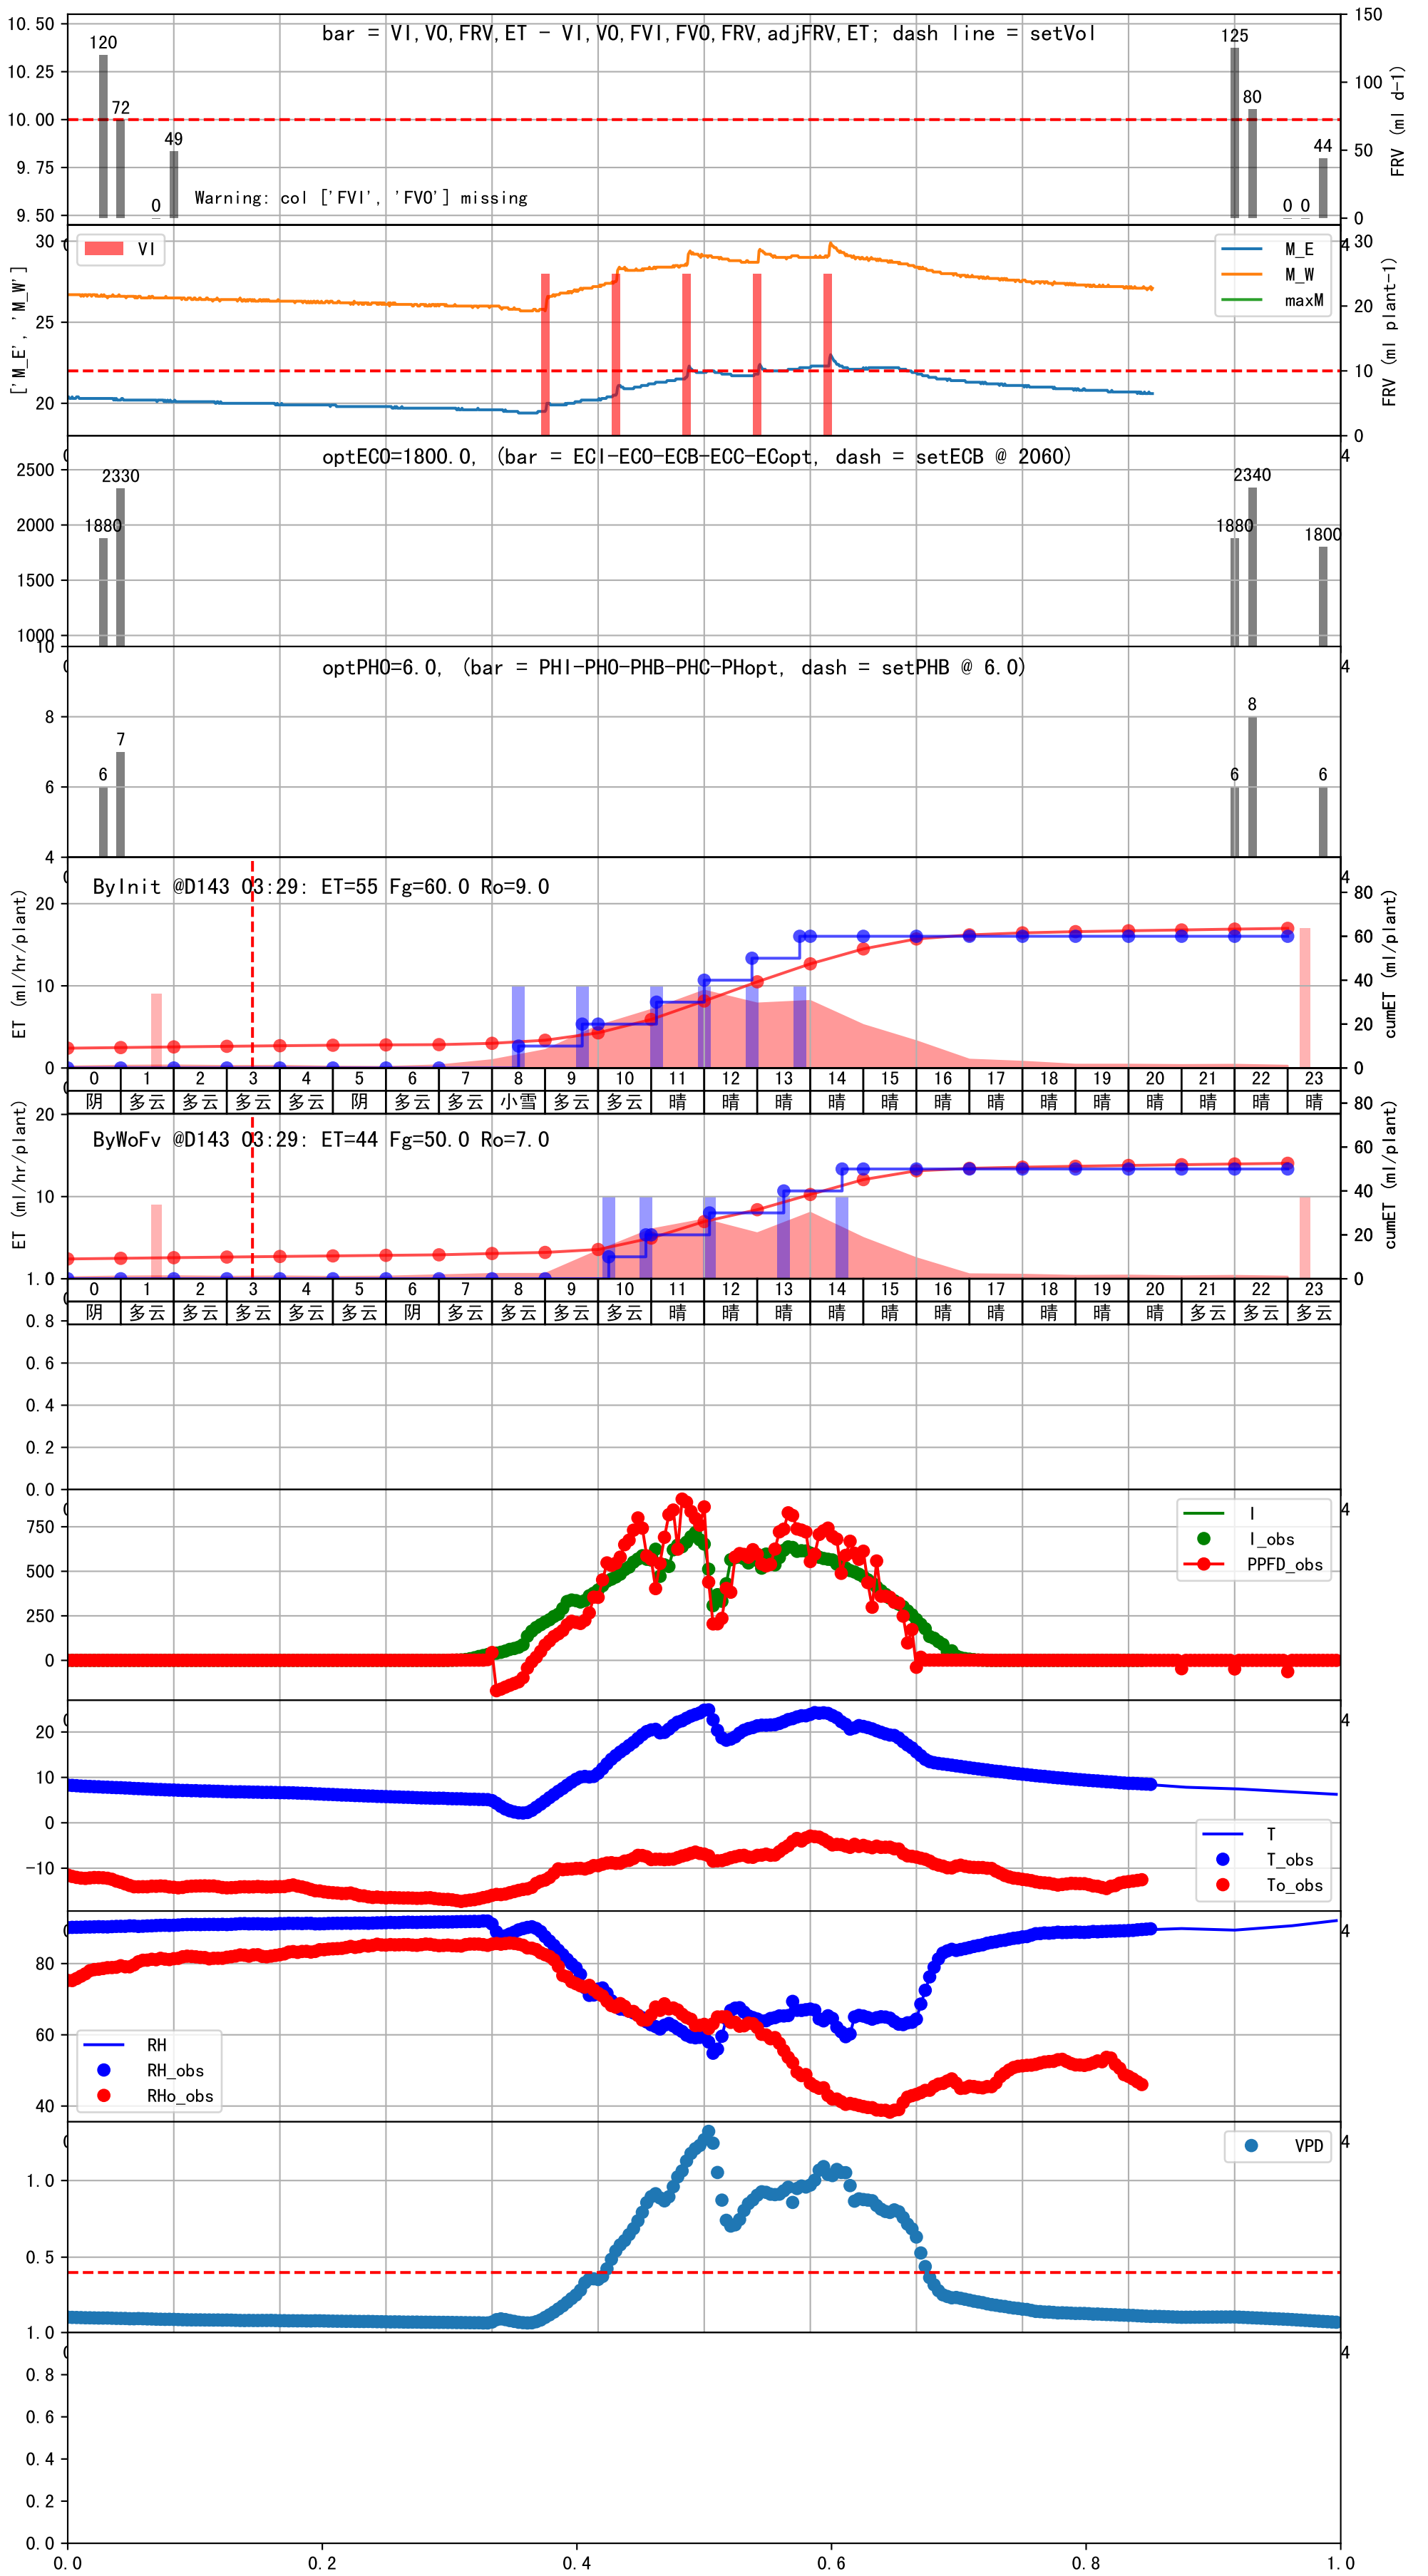 bar = VI,VO,FRV,ET - VI,VO,FVI,FVO,FRV,adjFRV,ET; dash line = setVol
10.50
10.25
10.00
9.75
9.50
120
72
0
49
125
80
0 0
44
Warning: col ['FVI', 'FVO'] missing
150
100
50
0
FRV (ml d-1)
['M_E', 'M_W']
30
25
20
VI
M_E
M_W
maxM
4
30
20
10
0
FRV (ml plant-1)
optECO=1800.0, (bar = ECI-ECO-ECB-ECC-ECopt, dash = setECB @ 2060)
2500
2000
1500
1000
1880
2330
1880
2340
1800
4
optPHO=6.0, (bar = PHI-PHO-PHB-PHC-PHopt, dash = setPHB @ 6.0)
10
8
6
4
6
7
6
8
6
4
ByInit @D143 03:29: ET=55 Fg=60.0 Ro=9.0
ET (ml/hr/plant)
20
10
0
4
80
60
40
20
0
cumET (ml/plant)
0 1 2 3 4 5 6 7 8 9 10 11 12 13 14 15 16 17 18 19 20 21 22 23
阴 多云 多云 多云 多云 阴 多云 多云 小雪 多云 多云 晴 晴 晴 晴 晴 晴 晴 晴 晴 晴 晴 晴 晴
ByWoFv @D143 03:29: ET=44 Fg=50.0 Ro=7.0
ET (ml/hr/plant)
20
10
80
60
40
20
0
cumET (ml/plant)
0 1 2 3 4 5 6 7 8 9 10 11 12 13 14 15 16 17 18 19 20 21 22 23
阴 多云 多云 多云 多云 多云 阴 多云 多云 多云 多云 晴 晴 晴 晴 晴 晴 晴 晴 晴 晴 多云 多云 多云
1.0
0.8
0.6
0.4
0.2
0.0
750
500
250
0
I
I_obs
PPFD_obs
4
20
10
0
-10
T
T_obs
To_obs
4
80
60
40
RH
RH_obs
RHo_obs
4
1.0
0.5
VPD
4
1.0
0.8
0.6
0.4
0.2
0.0
4
0.0 0.2 0.4 0.6 0.8 1.0